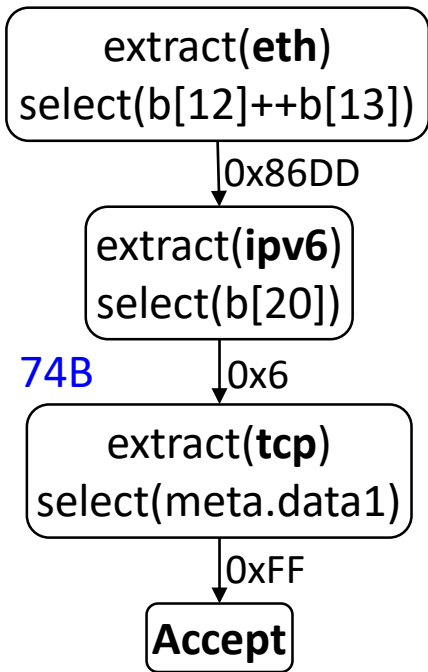 extract(eth)
select(b[12]++b[13])
0x86DD
extract(ipv6)
select(b[20])
74B
0x6
extract(tcp)
select(meta.data1)
0xFF
Accept